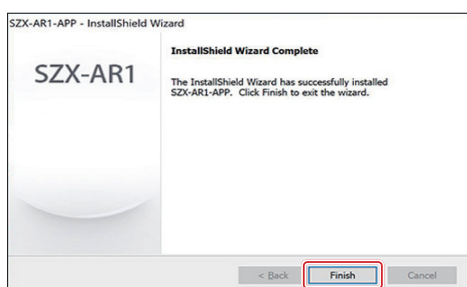 SZX-AR1-APP - InstallShield Wizard
SZX-AR1
InstallShield Wizard Complete
The InstallShield Wizard has successfully installed
SZX-AR1-APP. Click Finish to exit the wizard.
< Back
Finish
Cancel